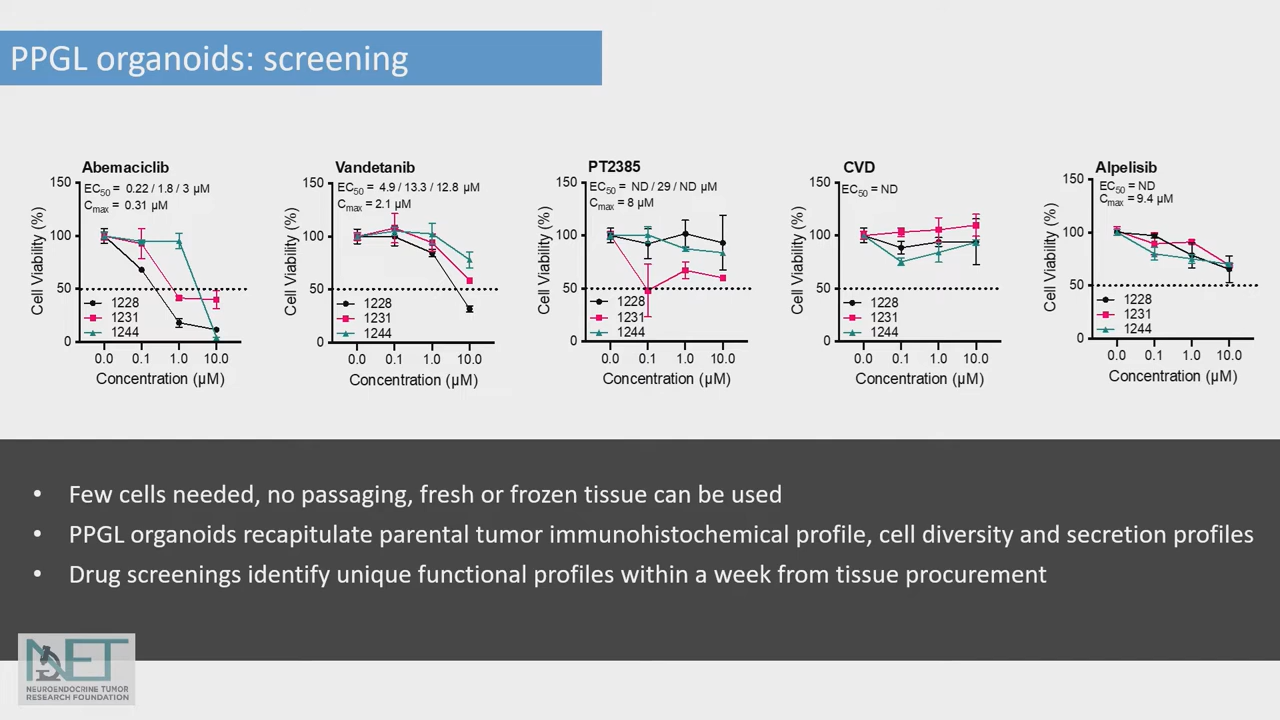 PPGL organoids: screening
Abemaciclib
EC50 = 0.22 / 1.8 / 3 µM
Cmax = 0.31 µM
150
100
50
0
Cell Viability (%)
1228
1231
1244
0.0 0.1 1.0 10.0
Concentration (µM)
Vandetanib
EC50 = 4.9 / 13.3 / 12.8 µM
Cmax = 2.1 µM
150
100
50
0
Cell Viability (%)
1228
1231
1244
0.0 0.1 1.0 10.0
Concentration (µM)
PT2385
EC50 = ND / 29 / ND µM
Cmax = 8 µM
150
100
50
0
Cell Viability (%)
1228
1231
1244
0.0 0.1 1.0 10.0
Concentration (µM)
CVD
EC50 = ND
150
100
50
0
Cell Viability (%)
1228
1231
1244
0.0 0.1 1.0 10.0
Concentration (µM)
Alpelisib
EC50 = ND
Cmax = 9.4 µM
150
100
50
0
Cell Viability (%)
1228
1231
1244
0.0 0.1 1.0 10.0
Concentration (µM)
• Few cells needed, no passaging, fresh or frozen tissue can be used
• PPGL organoids recapitulate parental tumor immunohistochemical profile, cell diversity and secretion profiles
• Drug screenings identify unique functional profiles within a week from tissue procurement
NET
NEUROENDOCRINE TUMOR
RESEARCH FOUNDATION